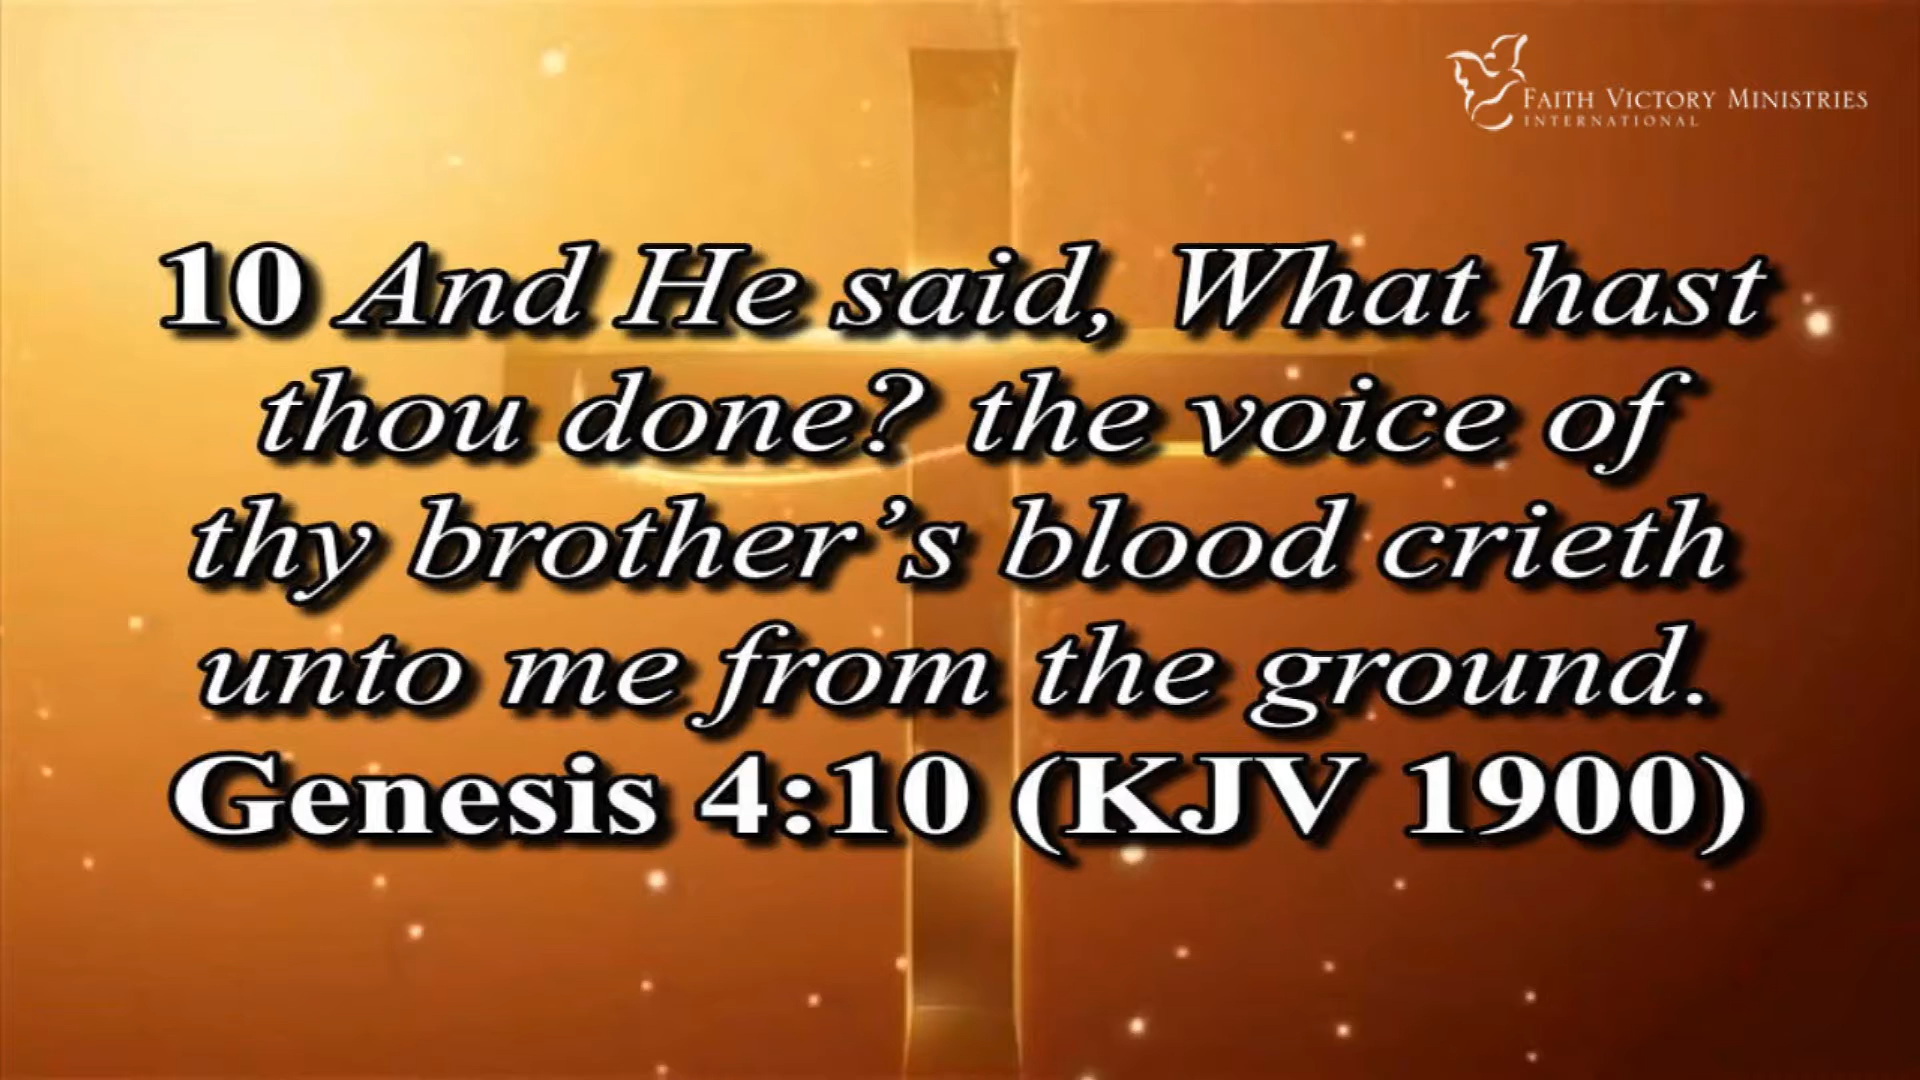 FAITH VICTORY MINISTRIES
INTERNATIONAL
10 And He said, What hast
thou done? the voice of
thy brother’s blood crieth
unto me from the ground.
Genesis 4:10 (KJV 1900)